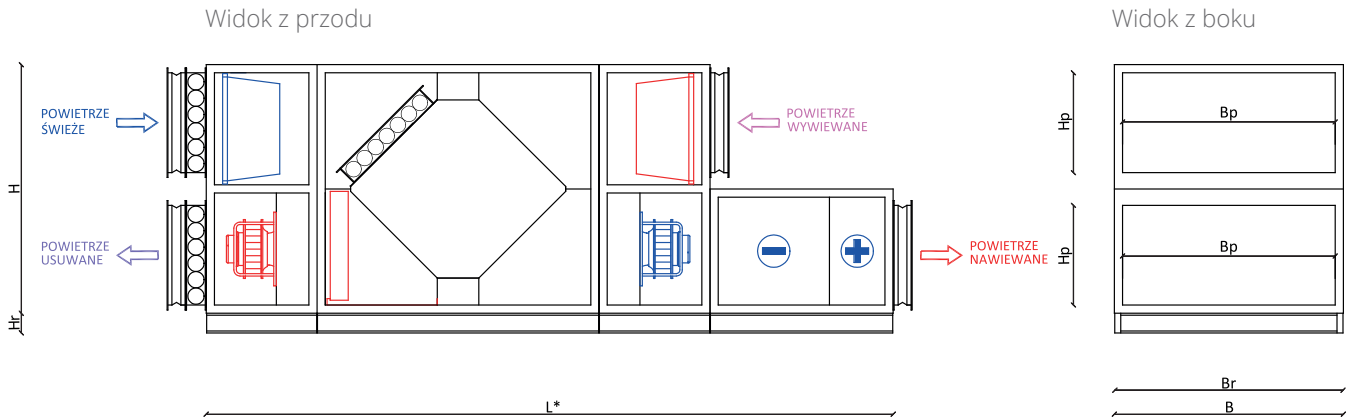 Widok z przodu
Widok z boku
POWIETRZE
ŚWIEŻE
POWIETRZE
WYWIEWANE
Hp
Bp
H
POWIETRZE
USUWANE
POWIETRZE
NAWIEWANE
Hp
Bp
Hr
L*
Br
B